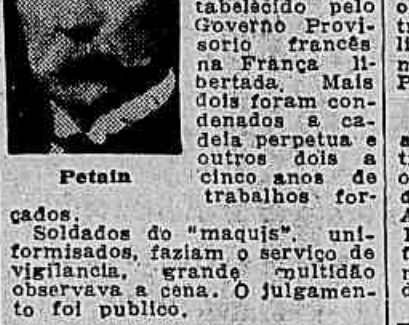 tabelecido pelo
Governo Provi-
sorio francês
na França li-
bertada. Mais
dois foram con-
denados a ca-
deia perpetua e
outros dois a
cinco anos de
trabalhos for-
Petain
çados.
Soldados do "maquis", uni-
formisados, faziam o serviço de
vigilancia, grande multidão
observava a cena. O julgamen-
to foi publico.